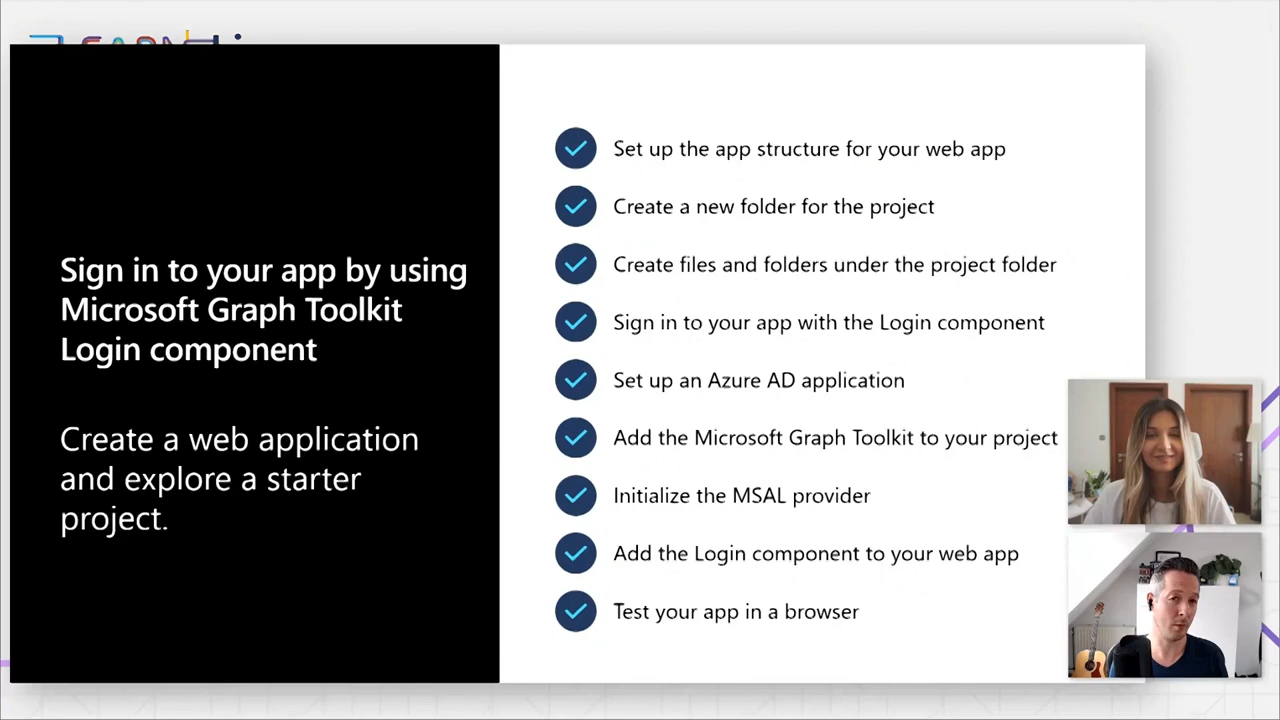 Sign in to your app by using
Microsoft Graph Toolkit
Login component
Create a web application
and explore a starter
project.
Set up the app structure for your web app
Create a new folder for the project
Create files and folders under the project folder
Sign in to your app with the Login component
Set up an Azure AD application
Add the Microsoft Graph Toolkit to your project
Initialize the MSAL provider
Add the Login component to your web app
Test your app in a browser